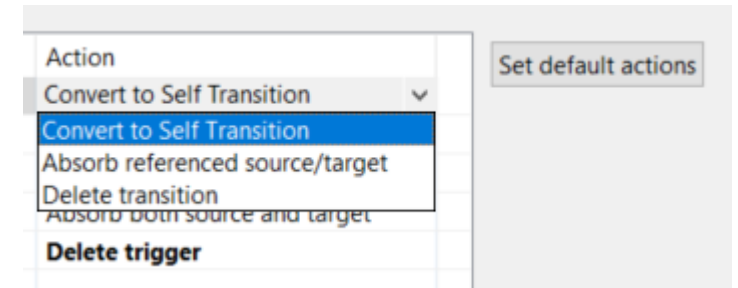 Action
Set default actions
Convert to Self Transition
Convert to Self Transition
Absorb referenced source/target
Delete transition
Absorb both source and target
Delete trigger